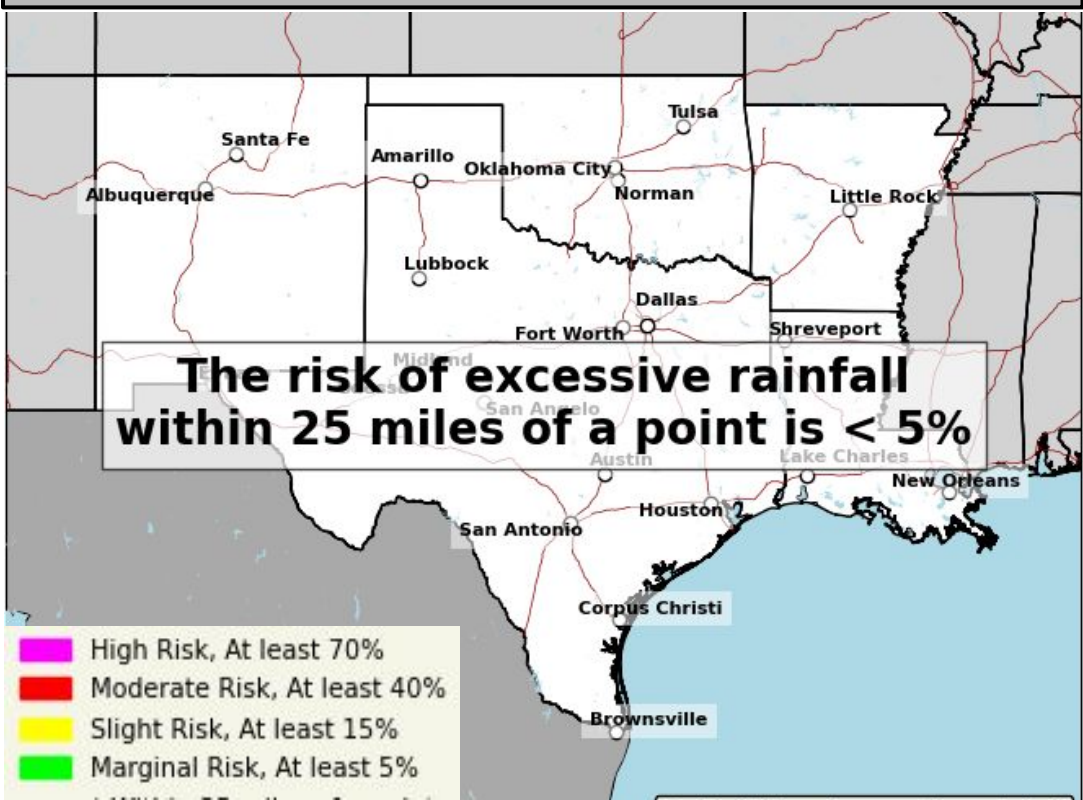 Tulsa
Santa Fe
Amarillo
Oklahoma City
Albuquerque
Norman
Little Rock
Lubbock
Dallas
Fort Worth
Shreveport
Midland
The risk of excessive rainfall
within 25 miles of a point is < 5%
San Angelo
Austin
Lake Charles
New Orleans
Houston
San Antonio
Corpus Christi
Brownsville
High Risk, At least 70%
Moderate Risk, At least 40%
Slight Risk, At least 15%
Marginal Risk, At least 5%